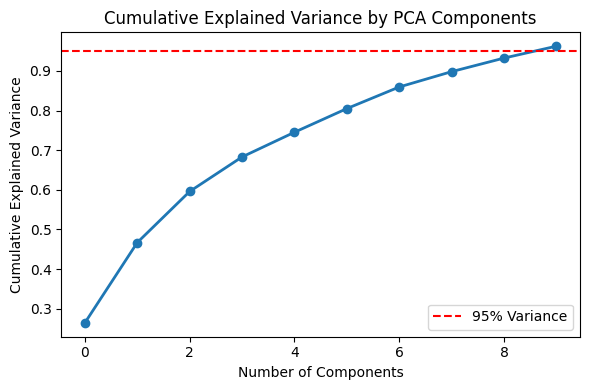 Cumulative Explained Variance by PCA Components
Cumulative Explained Variance
0.9
0.8
0.7
0.6
0.5
0.4
0.3
95% Variance
0 2 4 6 8
Number of Components